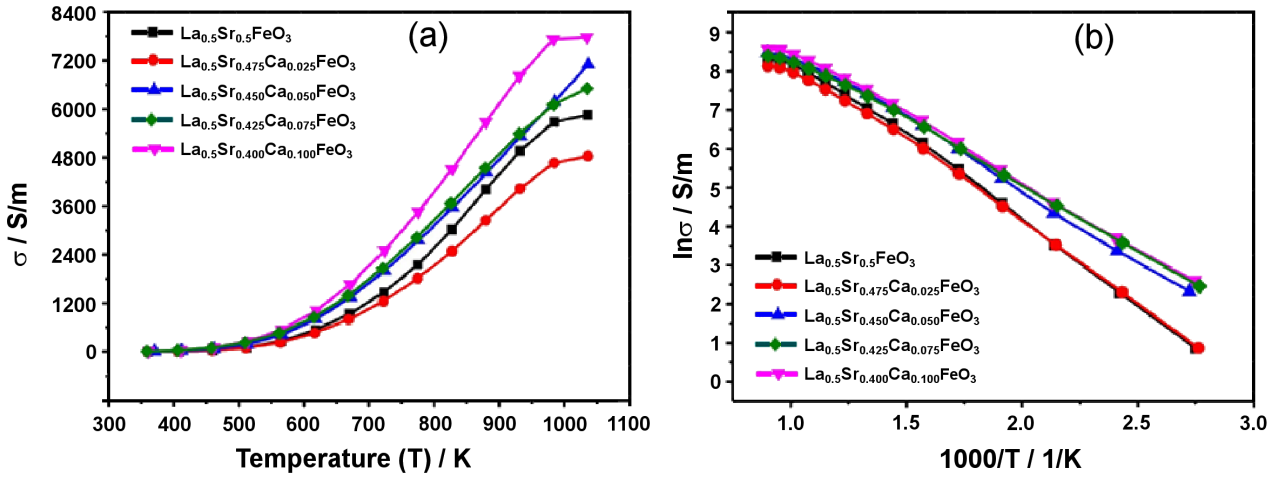 (a)
La0.5Sr0.5FeO3
La0.5Sr0.475Ca0.025FeO3
La0.5Sr0.450Ca0.050FeO3
La0.5Sr0.425Ca0.075FeO3
La0.5Sr0.400Ca0.100FeO3
8400
7200
6000
4800
3600
2400
1200
0
σ / S/m
300 400 500 600 700 800 900 1000 1100
Temperature (T) / K
(b)
9
8
7
6
5
4
3
2
1
0
lnσ / S/m
La0.5Sr0.5FeO3
La0.5Sr0.475Ca0.025FeO3
La0.5Sr0.450Ca0.050FeO3
La0.5Sr0.425Ca0.075FeO3
La0.5Sr0.400Ca0.100FeO3
1.0 1.5 2.0 2.5 3.0
1000/T / 1/K